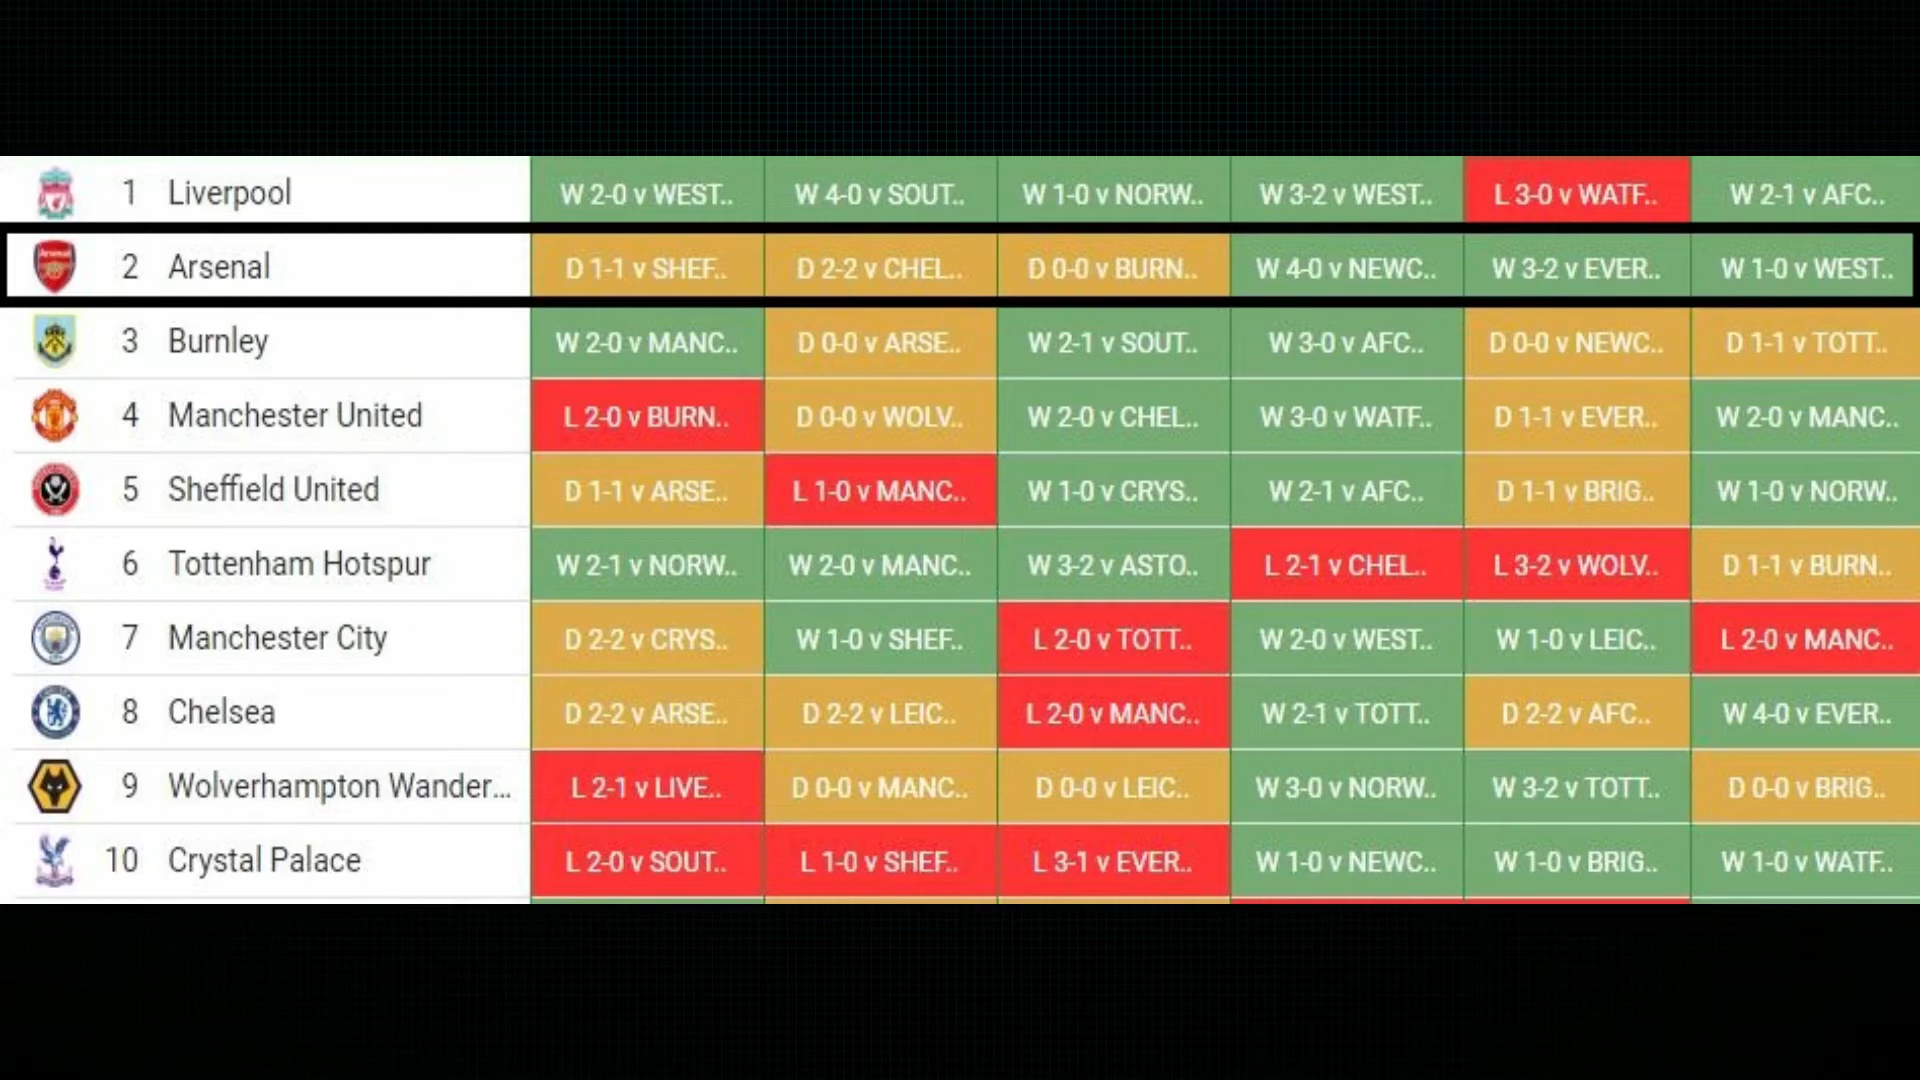 1 Liverpool W 2-0 v WEST.. W 4-0 v SOUT.. W 1-0 v NORW.. W 3-2 v WEST.. L 3-0 v WATF.. W 2-1 v AFC..
Arsenal
2 Arsenal D 1-1 v SHEF.. D 2-2 v CHEL.. D 0-0 v BURN.. W 4-0 v NEWC.. W 3-2 v EVER.. W 1-0 v WEST..
3 Burnley W 2-0 v MANC.. D 0-0 v ARSE.. W 2-1 v SOUT.. W 3-0 v AFC.. D 0-0 v NEWC.. D 1-1 v TOTT..
4 Manchester United L 2-0 v BURN.. D 0-0 v WOLV.. W 2-0 v CHEL.. W 3-0 v WATF.. D 1-1 v EVER.. W 2-0 v MANC..
5 Sheffield United D 1-1 v ARSE.. L 1-0 v MANC.. W 1-0 v CRYS.. W 2-1 v AFC.. D 1-1 v BRIG.. W 1-0 v NORW..
6 Tottenham Hotspur W 2-1 v NORW.. W 2-0 v MANC.. W 3-2 v ASTO.. L 2-1 v CHEL.. L 3-2 v WOLV.. D 1-1 v BURN..
7 Manchester City D 2-2 v CRYS.. W 1-0 v SHEF.. L 2-0 v TOTT.. W 2-0 v WEST.. W 1-0 v LEIC.. L 2-0 v MANC..
8 Chelsea D 2-2 v ARSE.. D 2-2 v LEIC.. L 2-0 v MANC.. W 2-1 v TOTT.. D 2-2 v AFC.. W 4-0 v EVER..
9 Wolverhampton Wander... L 2-1 v LIVE.. D 0-0 v MANC.. D 0-0 v LEIC.. W 3-0 v NORW.. W 3-2 v TOTT.. D 0-0 v BRIG..
10 Crystal Palace L 2-0 v SOUT.. L 1-0 v SHEF.. L 3-1 v EVER.. W 1-0 v NEWC.. W 1-0 v BRIG.. W 1-0 v WATF..